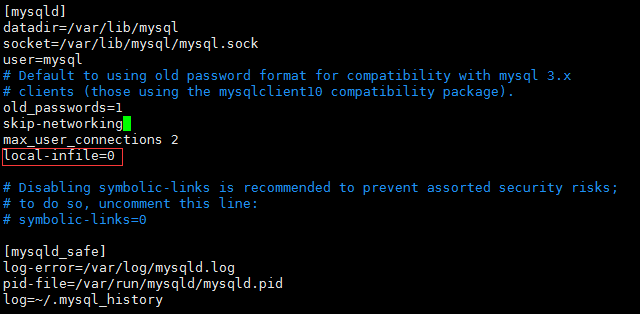 [mysqld]
datadir=/var/lib/mysql
socket=/var/lib/mysql/mysql.sock
user=mysql
# Default to using old password format for compatibility with mysql 3.x
# clients (those using the mysqlclient10 compatibility package).
old_passwords=1
skip-networking
max_user_connections 2
local-infile=0
# Disabling symbolic-links is recommended to prevent assorted security risks;
# to do so, uncomment this line:
# symbolic-links=0
[mysqld_safe]
log-error=/var/log/mysqld.log
pid-file=/var/run/mysqld/mysqld.pid
log=~/.mysql_history